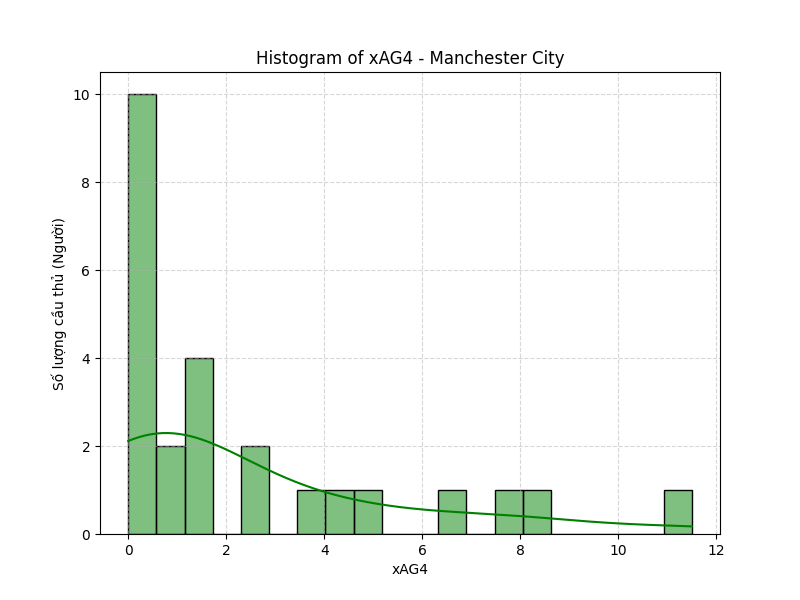 Histogram of xAG4 - Manchester City
Số lượng cầu thủ (Người)
10
8
6
4
2
0
0 2 4 6 8 10 12
xAG4